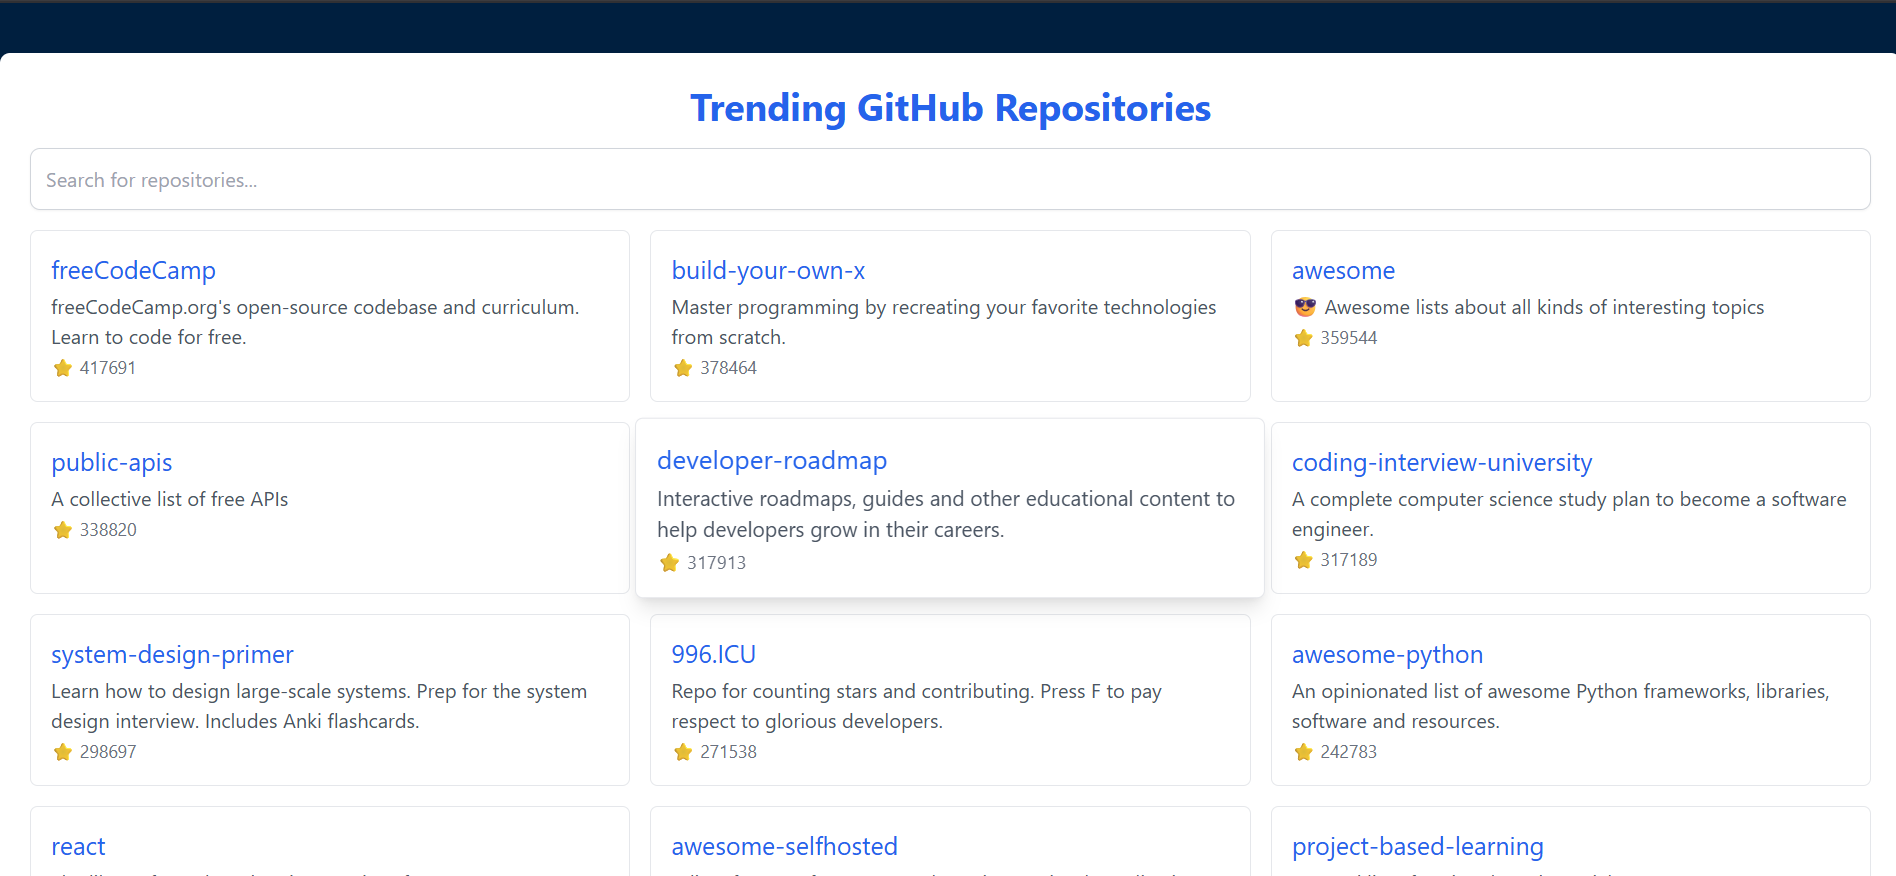 Trending GitHub Repositories
Search for repositories...
freeCodeCamp
freeCodeCamp.org's open-source codebase and curriculum.
Learn to code for free.
417691
build-your-own-x
Master programming by recreating your favorite technologies
from scratch.
378464
awesome
😎 Awesome lists about all kinds of interesting topics
359544
public-apis
A collective list of free APIs
338820
developer-roadmap
Interactive roadmaps, guides and other educational content to
help developers grow in their careers.
317913
coding-interview-university
A complete computer science study plan to become a software
engineer.
317189
system-design-primer
Learn how to design large-scale systems. Prep for the system
design interview. Includes Anki flashcards.
298697
996.ICU
Repo for counting stars and contributing. Press F to pay
respect to glorious developers.
271538
awesome-python
An opinionated list of awesome Python frameworks, libraries,
software and resources.
242783
react
awesome-selfhosted
project-based-learning